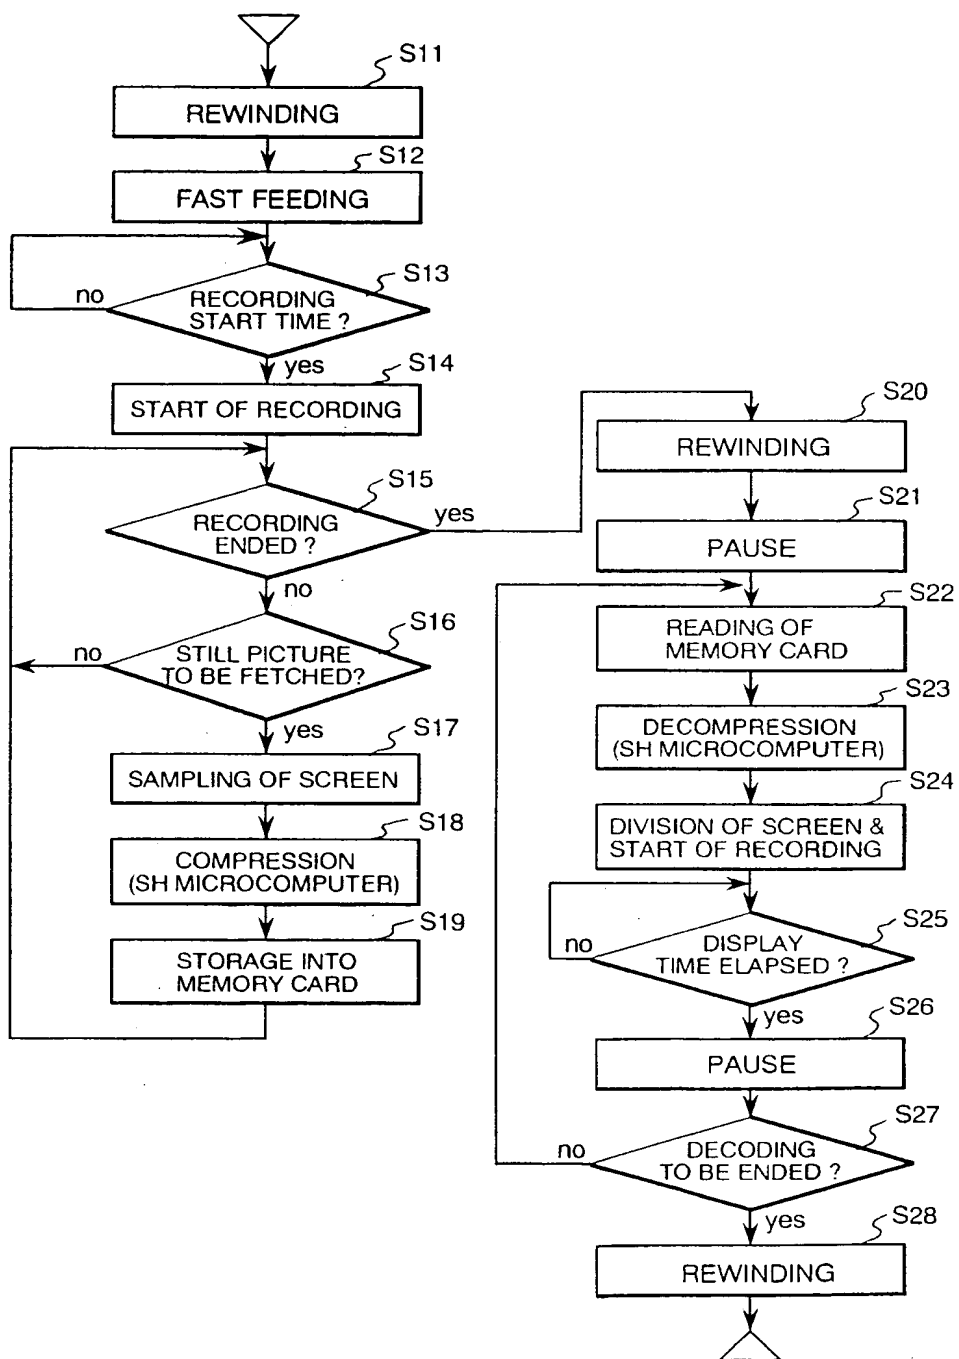 S11
REWINDING
S12
FAST FEEDING
S13
no
RECORDING
START TIME ?
yes
S14
START OF RECORDING
S15
RECORDING
ENDED ?
yes
no
S16
no
STILL PICTURE
TO BE FETCHED?
yes
S17
SAMPLING OF SCREEN
S18
COMPRESSION
(SH MICROCOMPUTER)
S19
STORAGE INTO
MEMORY CARD
S20
REWINDING
S21
PAUSE
S22
READING OF
MEMORY CARD
S23
DECOMPRESSION
(SH MICROCOMPUTER)
S24
DIVISION OF SCREEN &
START OF RECORDING
S25
no
DISPLAY
TIME ELAPSED ?
yes
S26
PAUSE
S27
no
DECODING
TO BE ENDED ?
yes
S28
REWINDING